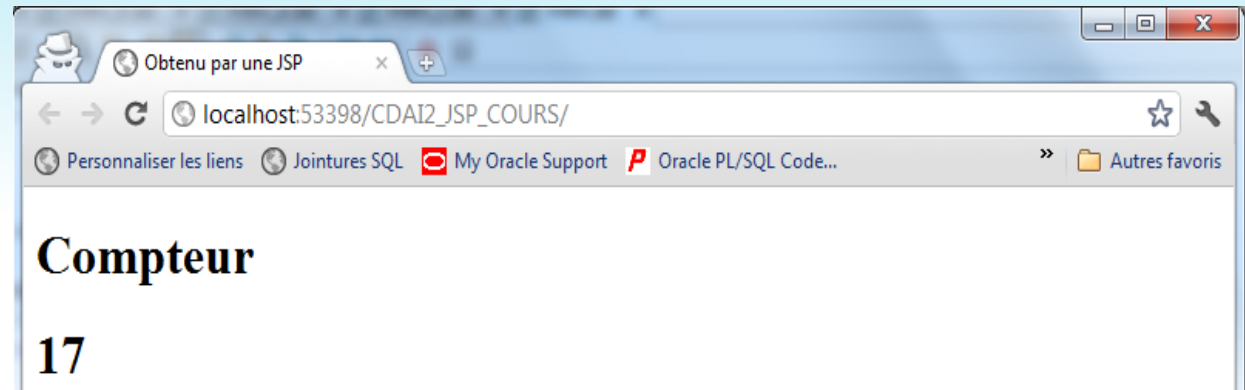 Obtenu par une JSP
localhost:53398/CDAI2_JSP_COURS/
Personnaliser les liens Jointures SQL My Oracle Support Oracle PL/SQL Code... » Autres favoris
Compteur
17